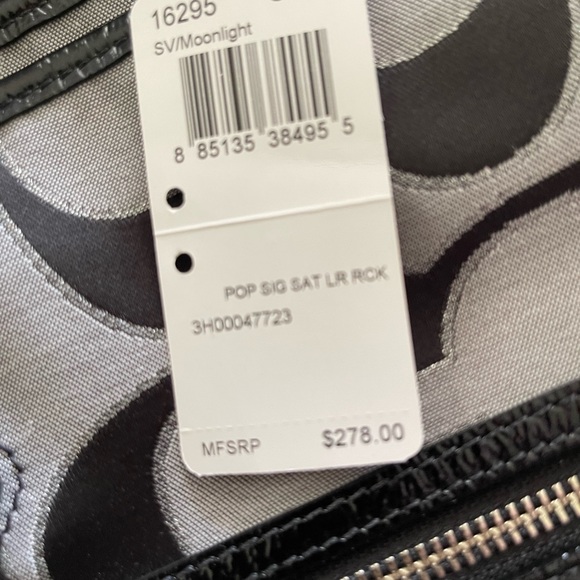 16295
SV/Moonlight
8 85135 38495 5
POP SIG SAT LR RCK
3H00047723
MFSRP $278.00